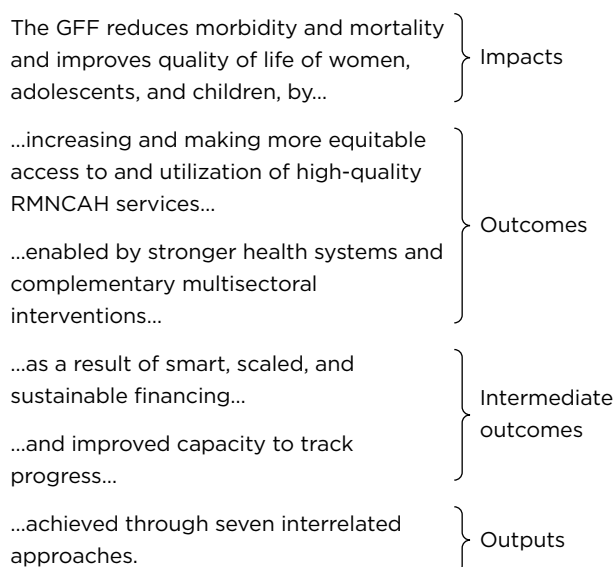 The GFF reduces morbidity and mortality
and improves quality of life of women,
adolescents, and children, by...
Impacts
...increasing and making more equitable
access to and utilization of high-quality
RMNCAH services...
...enabled by stronger health systems and
complementary multisectoral
interventions...
Outcomes
...as a result of smart, scaled, and
sustainable financing...
...and improved capacity to track
progress...
Intermediate
outcomes
...achieved through seven interrelated
approaches.
Outputs